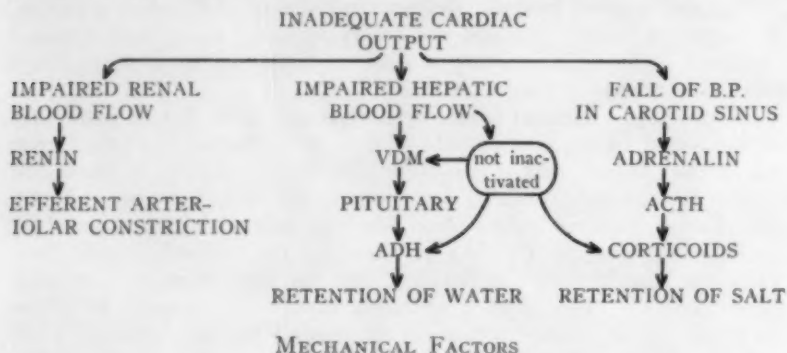 INADEQUATE CARDIAC
OUTPUT
IMPAIRED RENAL
BLOOD FLOW
RENIN
EFFERENT ARTER-
IOLAR CONSTRICTION
IMPAIRED HEPATIC
BLOOD FLOW
VDM
not inac-
tivated
PITUITARY
ADH
RETENTION OF WATER
FALL OF B.P.
IN CAROTID SINUS
ADRENALIN
ACTH
CORTICOIDS
RETENTION OF SALT
MECHANICAL FACTORS